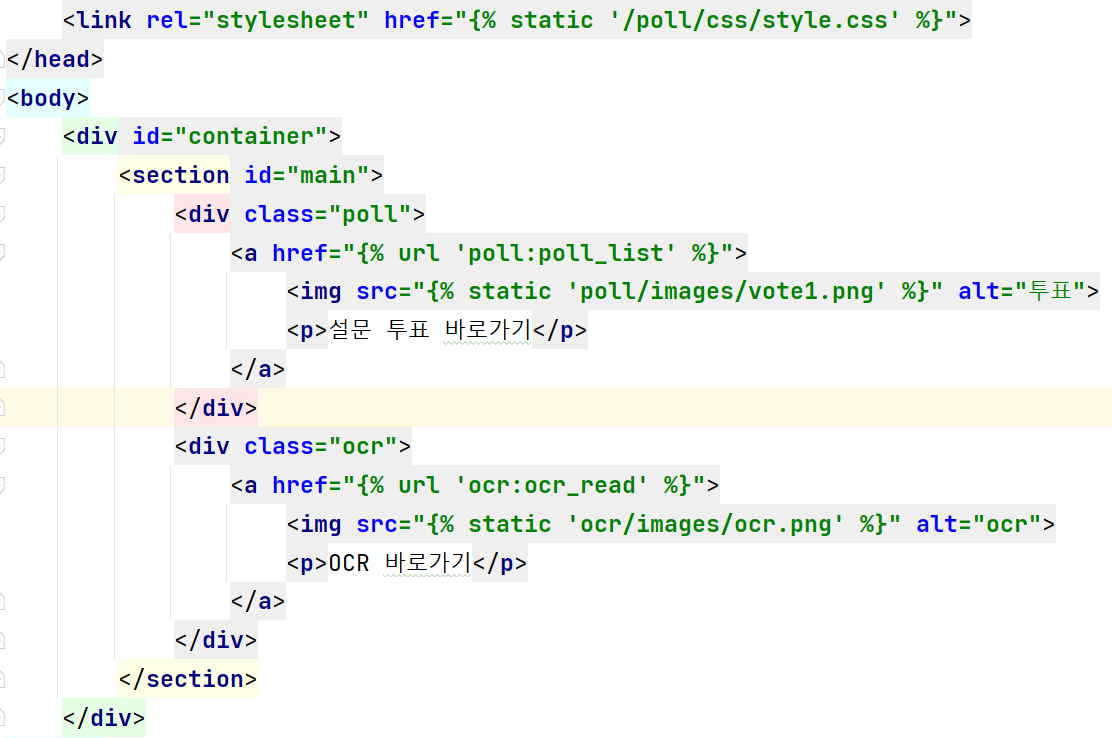 <link rel="stylesheet" href="{% static '/poll/css/style.css' %}">
</head>
<body>
<div id="container">
<section id="main">
<div class="poll">
<a href="{% url 'poll:poll_list' %}">
<img src="{% static 'poll/images/vote1.png' %}" alt="투표">
<p>설문 투표 바로가기</p>
</a>
</div>
<div class="ocr">
<a href="{% url 'ocr:ocr_read' %}">
<img src="{% static 'ocr/images/ocr.png' %}" alt="ocr">
<p>OCR 바로가기</p>
</a>
</div>
</section>
</div>